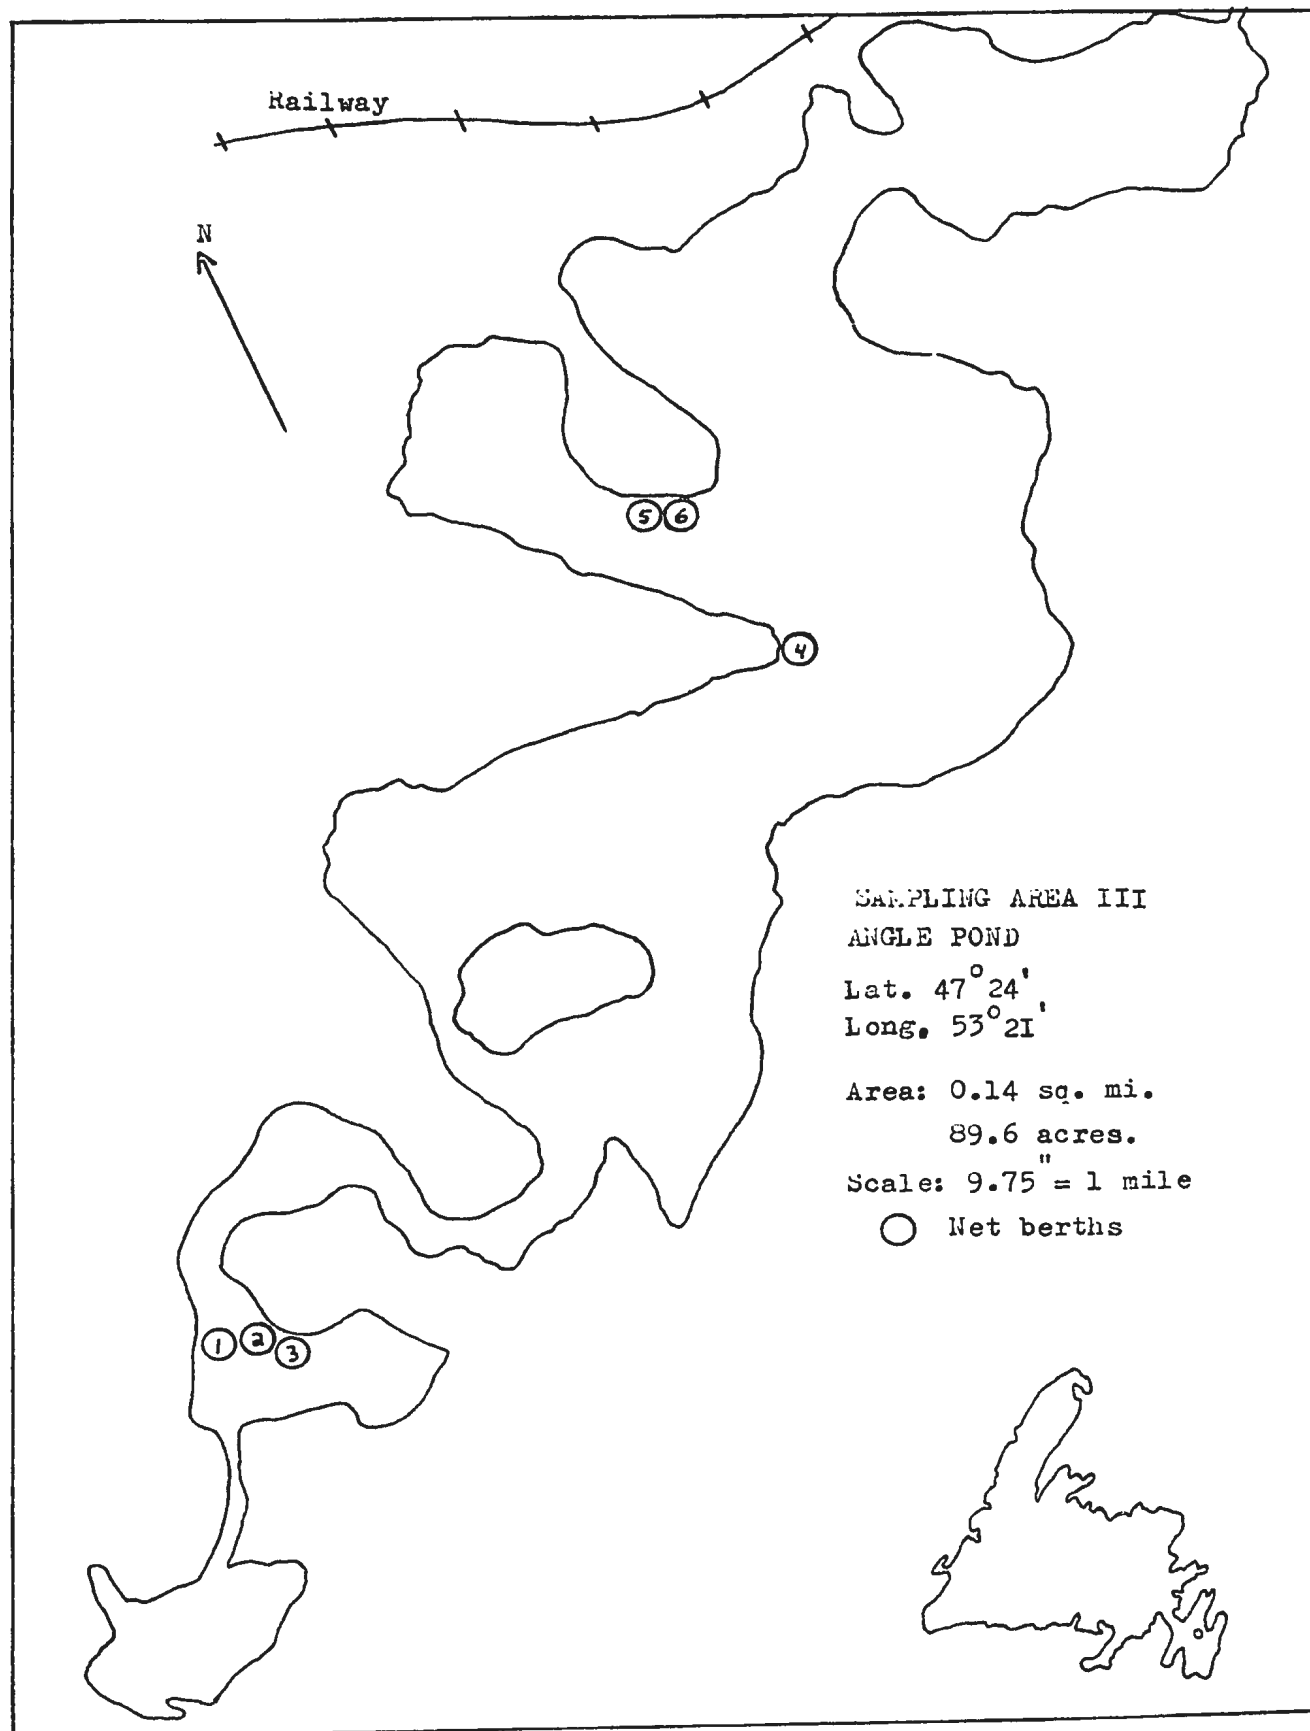 Railway
N
5 6
4
SAMPLING AREA III
ANGLE POND
Lat. 47°24'
Long. 53°21'
Area: 0.14 sq. mi.
89.6 acres.
Scale: 9.75" = 1 mile
Net berths
1 2 3